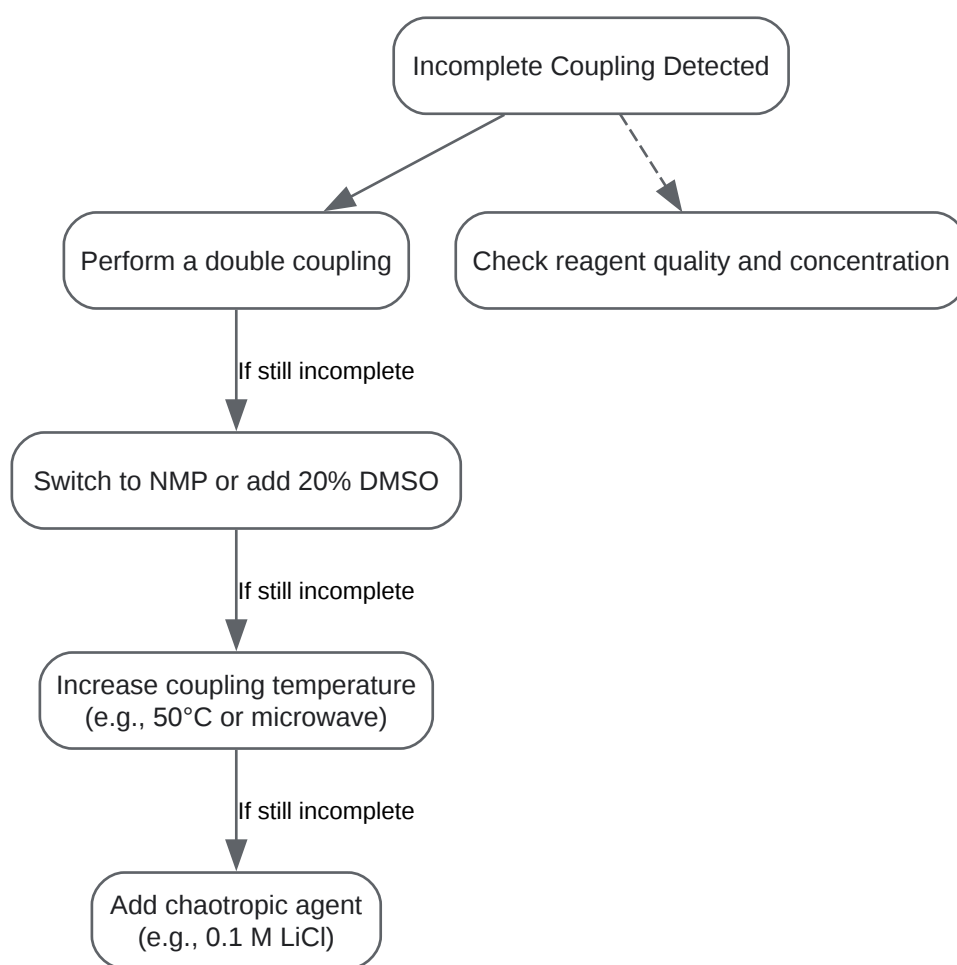 Incomplete Coupling Detected
Perform a double coupling
Check reagent quality and concentration
If still incomplete
Switch to NMP or add 20% DMSO
If still incomplete
Increase coupling temperature
(e.g., 50°C or microwave)
If still incomplete
Add chaotropic agent
(e.g., 0.1 M LiCl)